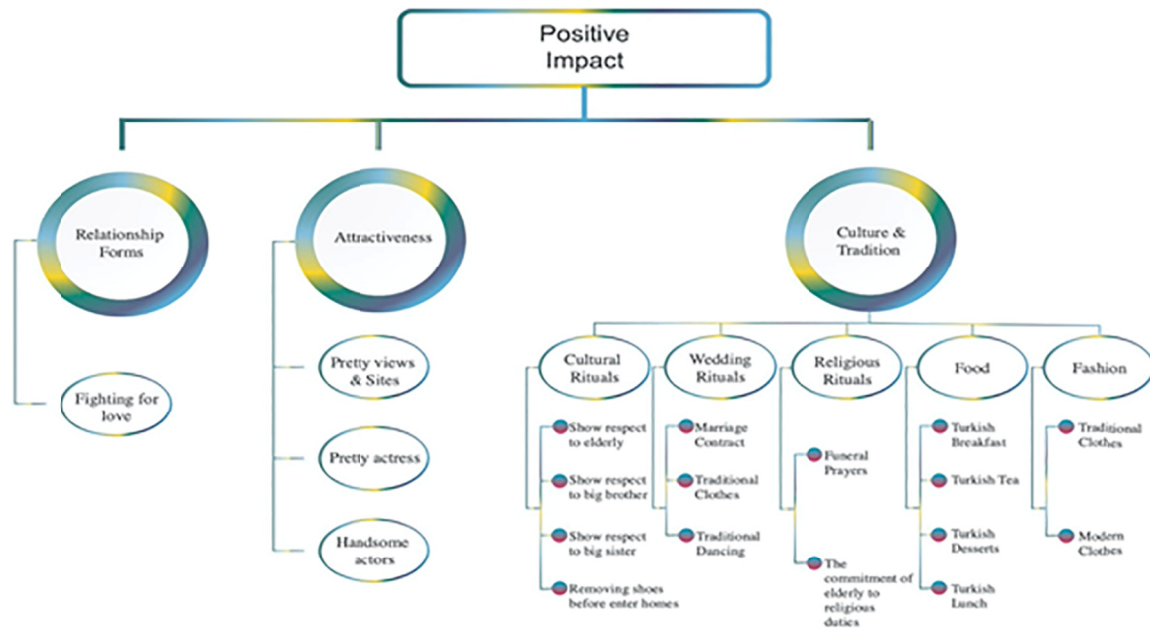 Positive
Impact
Relationship
Forms
Attractiveness
Culture &
Tradition
Fighting for
love
Pretty views
& Sites
Pretty actress
Handsome
actors
Cultural
Rituals
Wedding
Rituals
Religious
Rituals
Food
Fashion
Show respect
to elderly
Show respect
to big brother
Show respect
to big sister
Removing shoes
before enter homes
Marriage
Contract
Traditional
Clothes
Traditional
Dancing
Funeral
Prayers
The
commitment of
elderly to
religious
duties
Turkish
Breakfast
Turkish Tea
Turkish
Desserts
Turkish
Lunch
Traditional
Clothes
Modern
Clothes